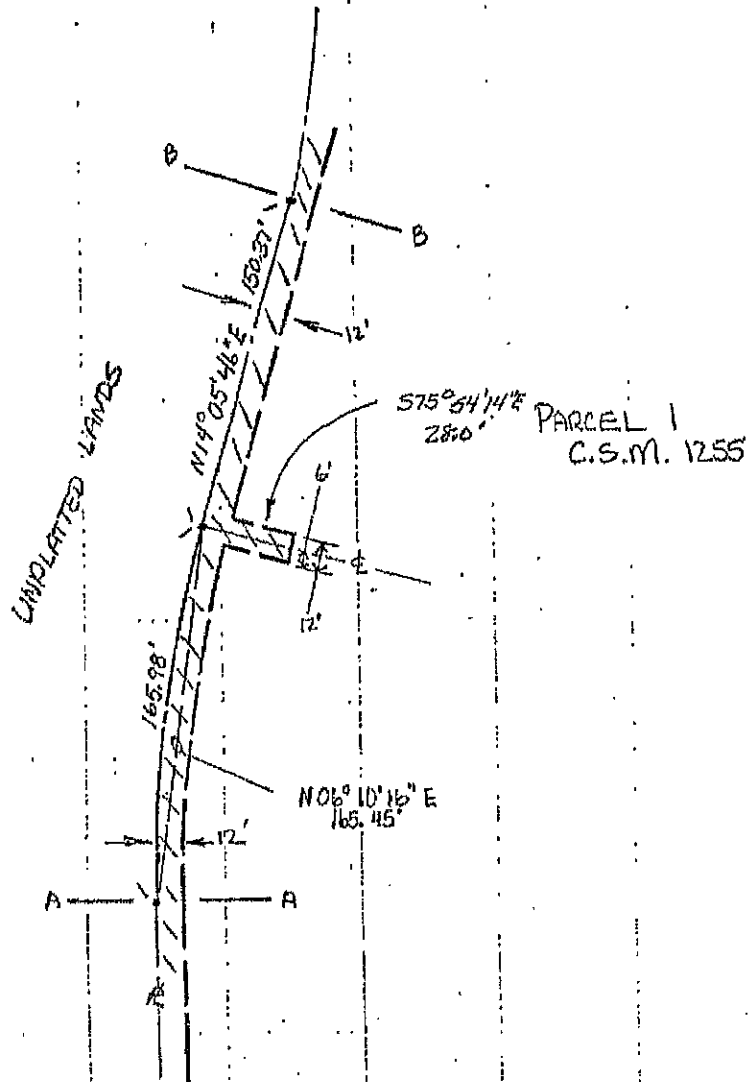 B
B
150.37'
12'
N14° 05' 46" E
S75° 54' 14" E
28.0'
PARCEL 1
C.S.M. 1255
6'
UNPLATTED LANDS
12'
165.98'
N06° 10' 16" E
165.45'
12'
A
A